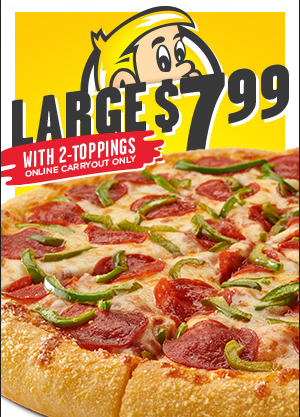 LARGE $7.99
WITH 2-TOPPINGS
ONLINE CARRYOUT ONLY